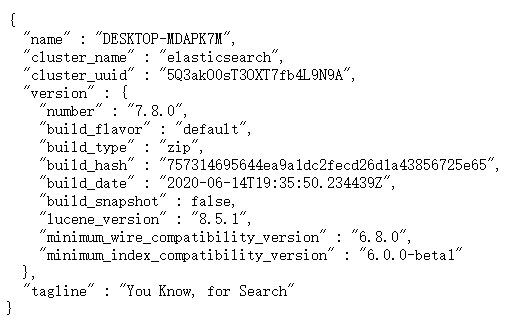 {
  "name" : "DESKTOP-MDAPK7M",
  "cluster_name" : "elasticsearch",
  "cluster_uuid" : "5Q3akO0sT3OXT7fb4L9N9A",
  "version" : {
    "number" : "7.8.0",
    "build_flavor" : "default",
    "build_type" : "zip",
    "build_hash" : "757314695644ea9a1dc2fecd26d1a43856725e65",
    "build_date" : "2020-06-14T19:35:50.234439Z",
    "build_snapshot" : false,
    "lucene_version" : "8.5.1",
    "minimum_wire_compatibility_version" : "6.8.0",
    "minimum_index_compatibility_version" : "6.0.0-beta1"
  },
  "tagline" : "You Know, for Search"
}